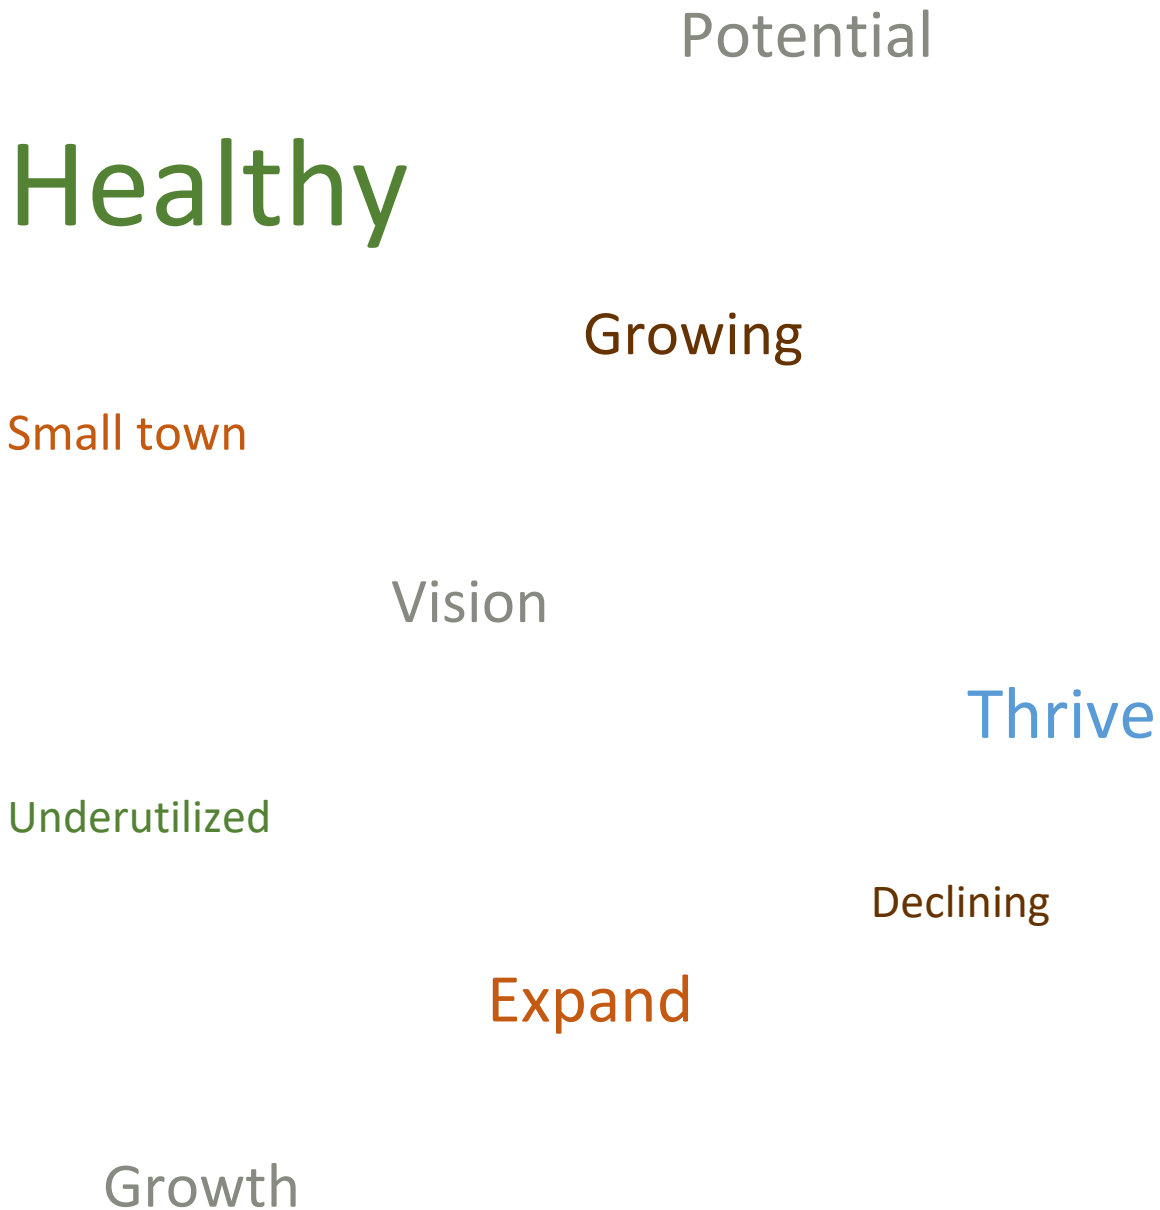 Potential
Healthy
Growing
Small town
Vision
Thrive
Underutilized
Declining
Expand
Growth